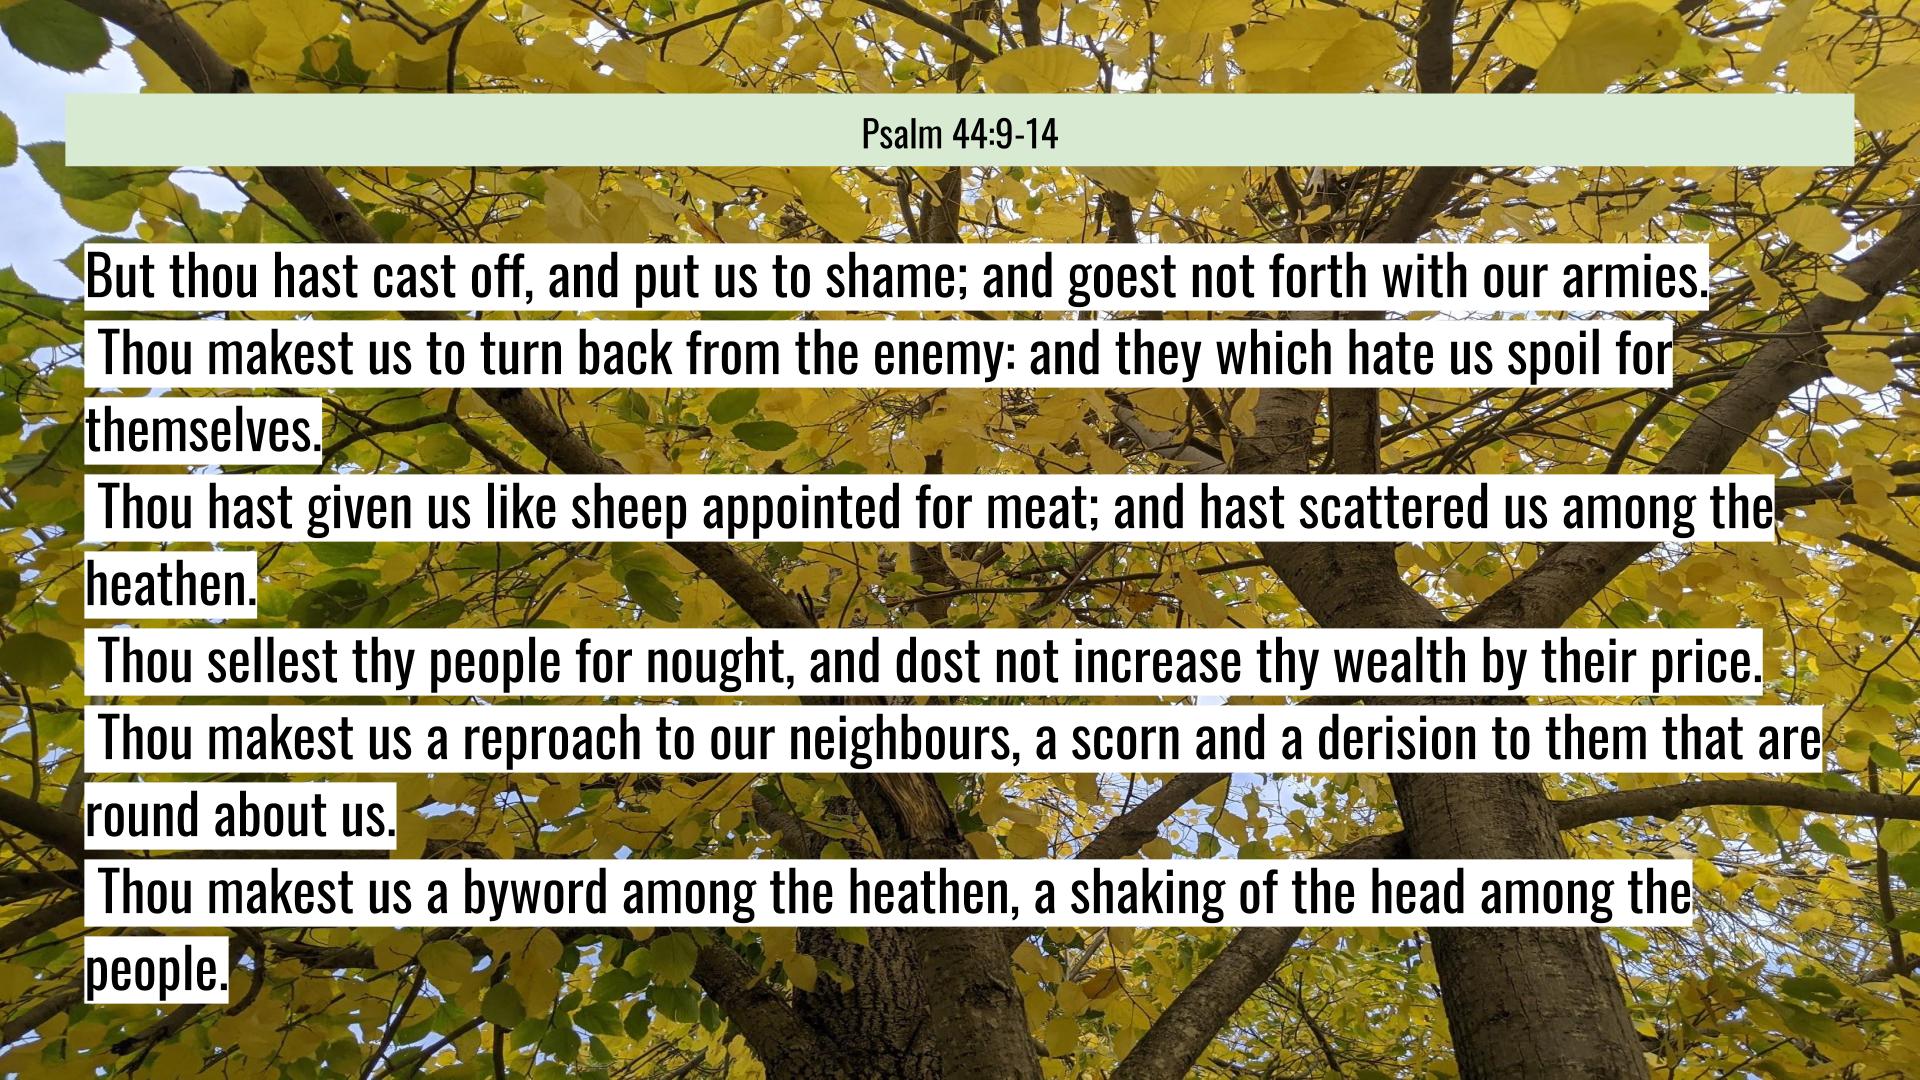 Psalm 44:9-14
But thou hast cast off, and put us to shame; and goest not forth with our armies.
Thou makest us to turn back from the enemy: and they which hate us spoil for
themselves.
Thou hast given us like sheep appointed for meat; and hast scattered us among the
heathen.
Thou sellest thy people for nought, and dost not increase thy wealth by their price.
Thou makest us a reproach to our neighbours, a scorn and a derision to them that are
round about us.
Thou makest us a byword among the heathen, a shaking of the head among the
people.